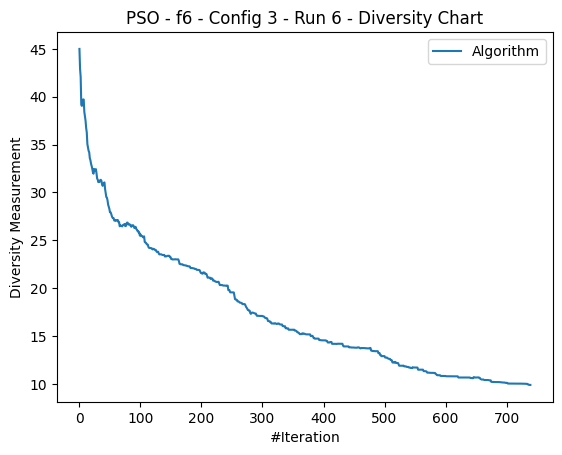 PSO - f6 - Config 3 - Run 6 - Diversity Chart
Algorithm
Diversity Measurement
45
40
35
30
25
20
15
10
0 100 200 300 400 500 600 700
#Iteration